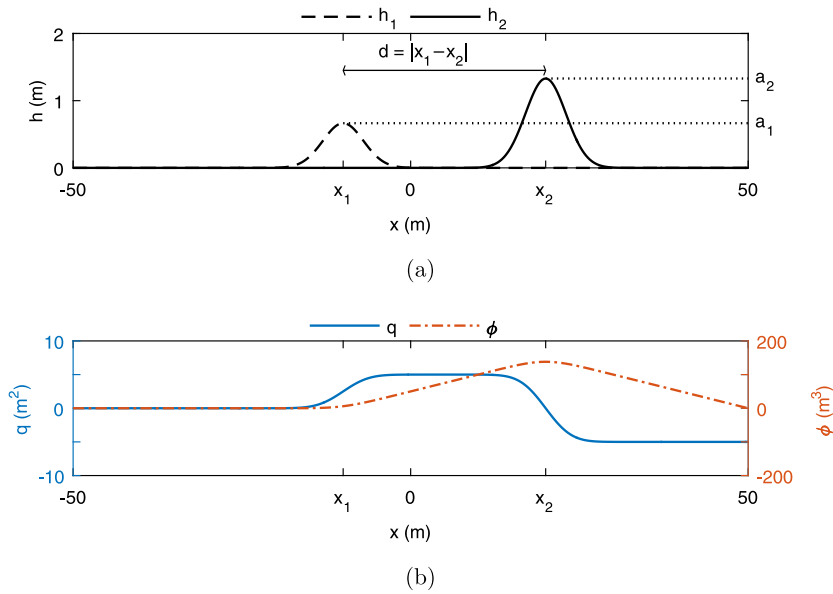 h₁ h₂
2
d = |x₁−x₂|
a₂
1
a₁
h (m)
0
-50 x₁ 0 x₂ 50
x (m)
(a)
q ϕ
10 200
q (m²) 0 0 ϕ (m³)
-10 -200
-50 x₁ 0 x₂ 50
x (m)
(b)